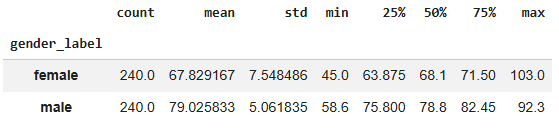 count mean std min 25% 50% 75% max
gender_label
female 240.0 67.829167 7.548486 45.0 63.875 68.1 71.50 103.0
male 240.0 79.025833 5.061835 58.6 75.800 78.8 82.45 92.3